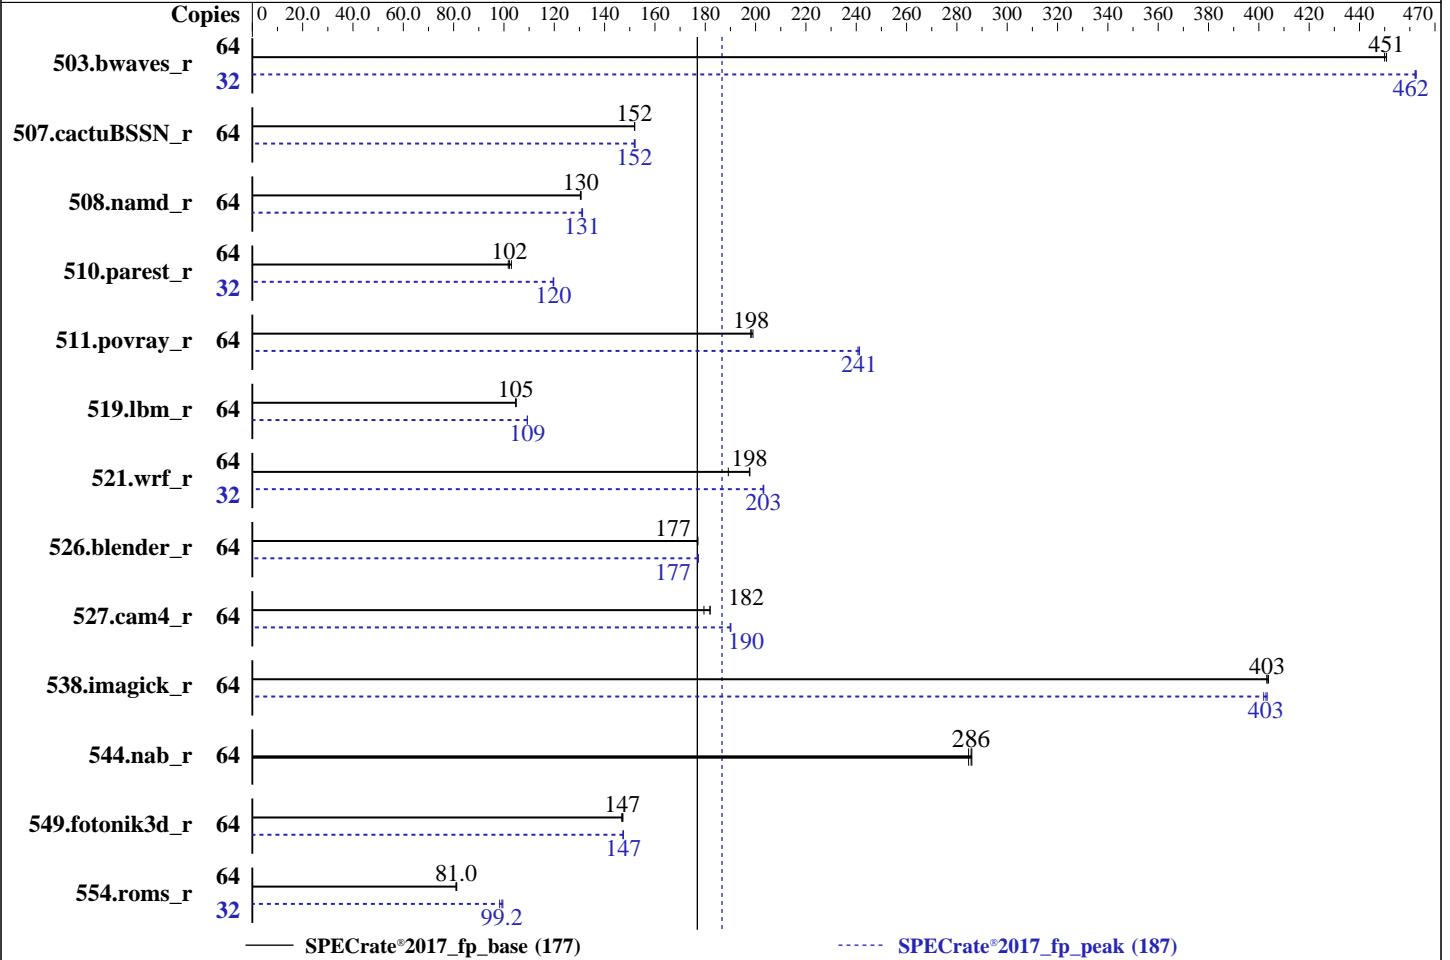 Copies 0 20.0 40.0 60.0 80.0 100 120 140 160 180 200 220 240 260 280 300 320 340 360 380 400 420 440 470
503.bwaves_r 64 451
32 462
507.cactuBSSN_r 64 152
152
508.namd_r 64 130
131
510.parest_r 64 102
32 120
511.povray_r 64 198
241
519.lbm_r 64 105
109
521.wrf_r 64 198
32 203
526.blender_r 64 177
177
527.cam4_r 64 182
190
538.imagick_r 64 403
403
544.nab_r 64 286
549.fotonik3d_r 64 147
147
554.roms_r 64 81.0
32 99.2
SPECrate®2017_fp_base (177) SPECrate®2017_fp_peak (187)